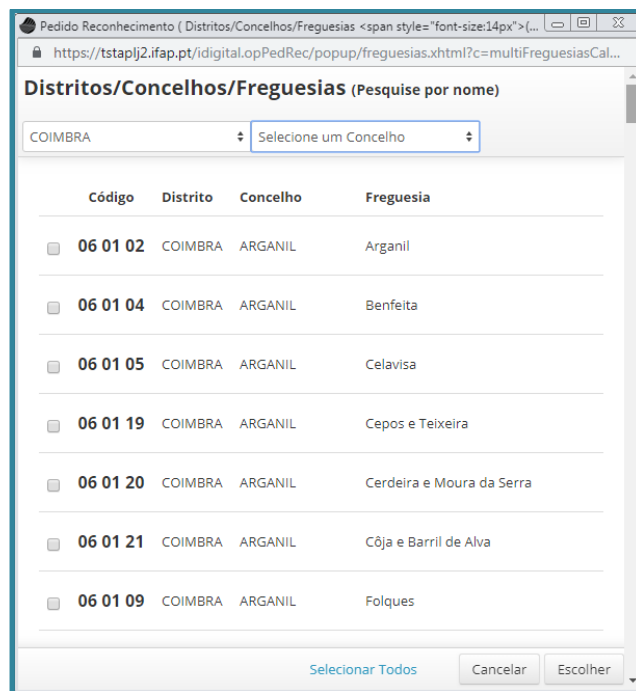 Pedido Reconhecimento ( Distritos/Concelhos/Freguesias <span style="font-size:14px">(...
https://tstaplj2.ifap.pt/idigital.opPedRec/popup/freguesias.xhtml?c=multiFreguesiasCal...
Distritos/Concelhos/Freguesias (Pesquise por nome)
COIMBRA Selecione um Concelho
Código Distrito Concelho Freguesia
06 01 02 COIMBRA ARGANIL Arganil
06 01 04 COIMBRA ARGANIL Benfeita
06 01 05 COIMBRA ARGANIL Celavisa
06 01 19 COIMBRA ARGANIL Cepos e Teixeira
06 01 20 COIMBRA ARGANIL Cerdeira e Moura da Serra
06 01 21 COIMBRA ARGANIL Côja e Barril de Alva
06 01 09 COIMBRA ARGANIL Folques
Selecionar Todos Cancelar Escolher